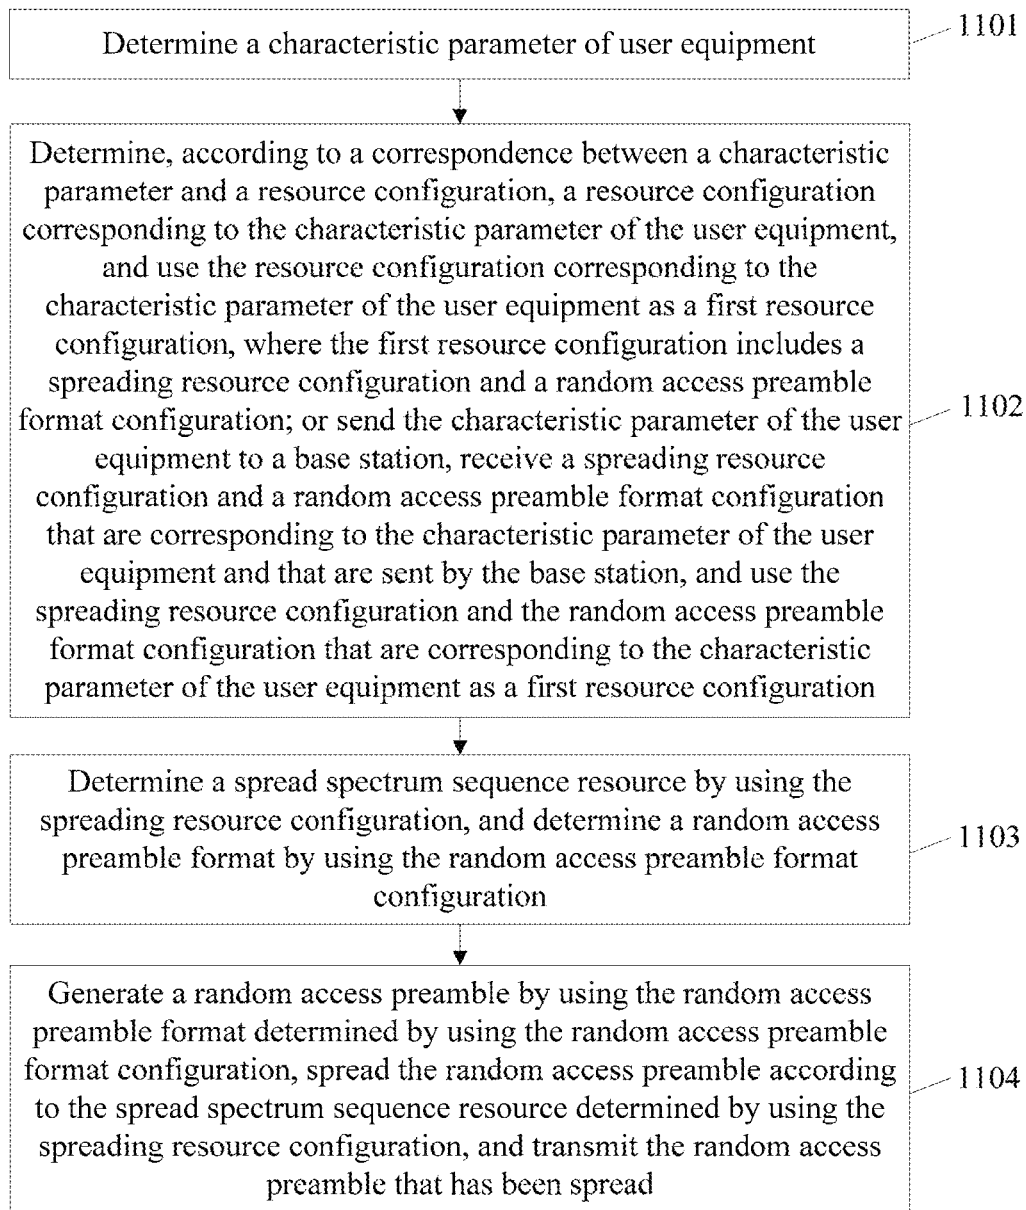 Determine a characteristic parameter of user equipment
1101
Determine, according to a correspondence between a characteristic
parameter and a resource configuration, a resource configuration
corresponding to the characteristic parameter of the user equipment,
and use the resource configuration corresponding to the
characteristic parameter of the user equipment as a first resource
configuration, where the first resource configuration includes a
spreading resource configuration and a random access preamble
format configuration; or send the characteristic parameter of the user
equipment to a base station, receive a spreading resource
configuration and a random access preamble format configuration
that are corresponding to the characteristic parameter of the user
equipment and that are sent by the base station, and use the
spreading resource configuration and the random access preamble
format configuration that are corresponding to the characteristic
parameter of the user equipment as a first resource configuration
1102
Determine a spread spectrum sequence resource by using the
spreading resource configuration, and determine a random access
preamble format by using the random access preamble format
configuration
1103
Generate a random access preamble by using the random access
preamble format determined by using the random access preamble
format configuration, spread the random access preamble according
to the spread spectrum sequence resource determined by using the
spreading resource configuration, and transmit the random access
preamble that has been spread
1104